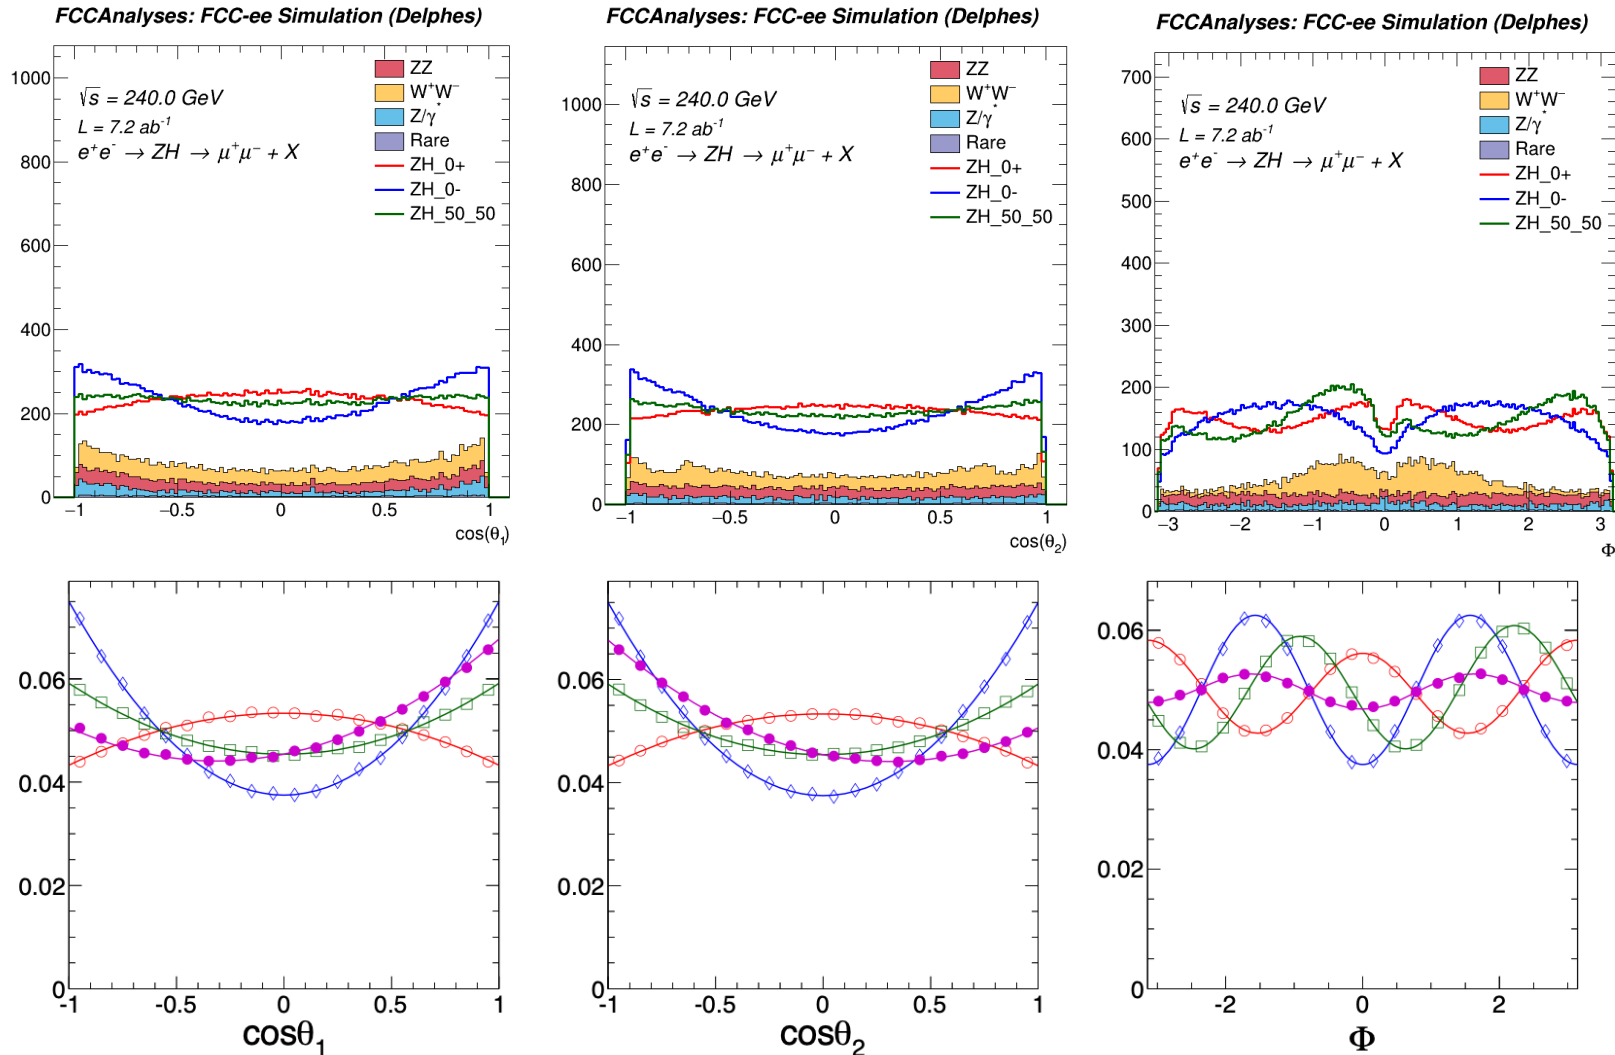 FCCAnalyses: FCC-ee Simulation (Delphes)
1000
800
600
400
200
0
√s = 240.0 GeV
L = 7.2 ab⁻¹
e⁺e⁻ → ZH → μ⁺μ⁻ + X
ZZ
W⁺W⁻
Z/γ*
Rare
ZH_0+
ZH_0-
ZH_50_50
−1 −0.5 0 0.5 1
cos(θ₁)
FCCAnalyses: FCC-ee Simulation (Delphes)
1000
800
600
400
200
0
√s = 240.0 GeV
L = 7.2 ab⁻¹
e⁺e⁻ → ZH → μ⁺μ⁻ + X
ZZ
W⁺W⁻
Z/γ*
Rare
ZH_0+
ZH_0-
ZH_50_50
−1 −0.5 0 0.5 1
cos(θ₂)
FCCAnalyses: FCC-ee Simulation (Delphes)
700
600
500
400
300
200
100
0
√s = 240.0 GeV
L = 7.2 ab⁻¹
e⁺e⁻ → ZH → μ⁺μ⁻ + X
ZZ
W⁺W⁻
Z/γ*
Rare
ZH_0+
ZH_0-
ZH_50_50
−3 −2 −1 0 1 2 3
Φ
0.06
0.04
0.02
0
-1 -0.5 0 0.5 1
cosθ₁
0.06
0.04
0.02
0
-1 -0.5 0 0.5 1
cosθ₂
0.06
0.04
0.02
0
-2 0 2
Φ